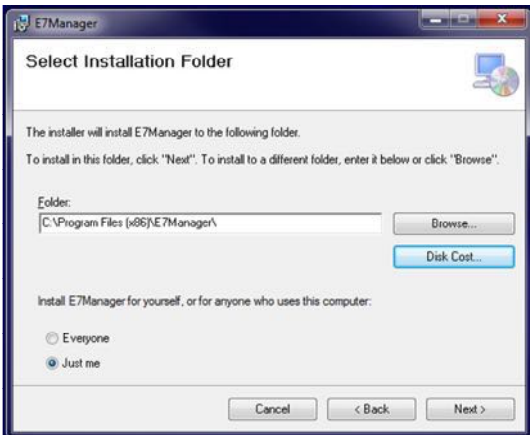 E7Manager
Select Installation Folder
The installer will install E7Manager to the following folder.
To install in this folder, click "Next". To install to a different folder, enter it below or click "Browse".
Folder:
C:\Program Files (x86)\E7Manager\
Browse...
Disk Cost...
Install E7Manager for yourself, or for anyone who uses this computer:
Everyone
Just me
Cancel
< Back
Next >